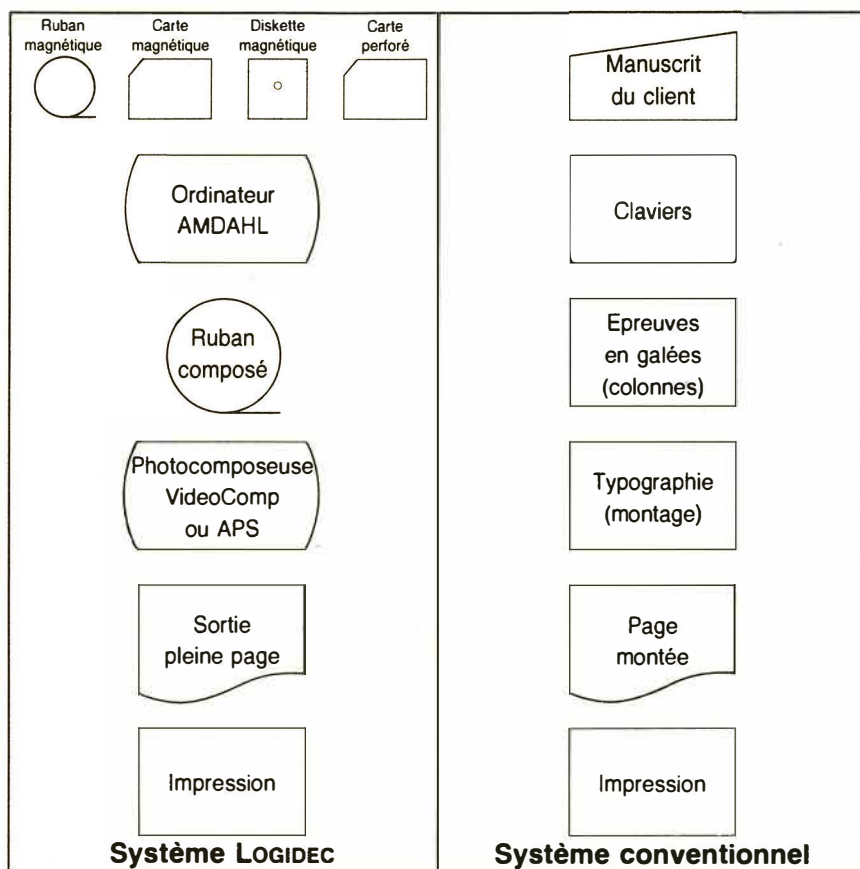 Ruban
magnétique
Carte
magnétique
Diskette
magnétique
Carte
perforé
Ordinateur
AMDAHL
Ruban
composé
Photocomposeuse
VideoComp
ou APS
Sortie
pleine page
Impression
Système LOGIDEC
Manuscrit
du client
Claviers
Epreuves
en galées
(colonnes)
Typographie
(montage)
Page
montée
Impression
Système conventionnel